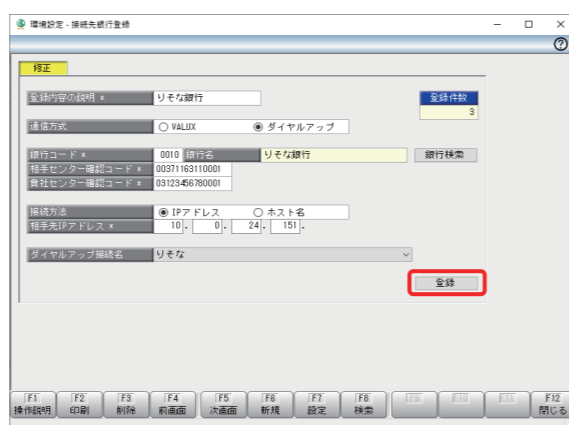 環境設定 - 接続先銀行登録
修正
登録内容の説明 * りそな銀行 登録件数
3
通信方式 VALUX ダイヤルアップ
銀行コード * 0010 銀行名 りそな銀行 銀行検索
相手センター確認コード * 00371163110001
貴社センター確認コード * 03123456780001
接続方法 IPアドレス ホスト名
相手先IPアドレス * 10. 0. 24. 151.
ダイヤルアップ接続名 りそな
登録
F1 F2 F3 F4 F5 F6 F7 F8 F9 F10 F11 F12
操作説明 印刷 削除 前画面 次画面 新規 設定 検索 閉じる